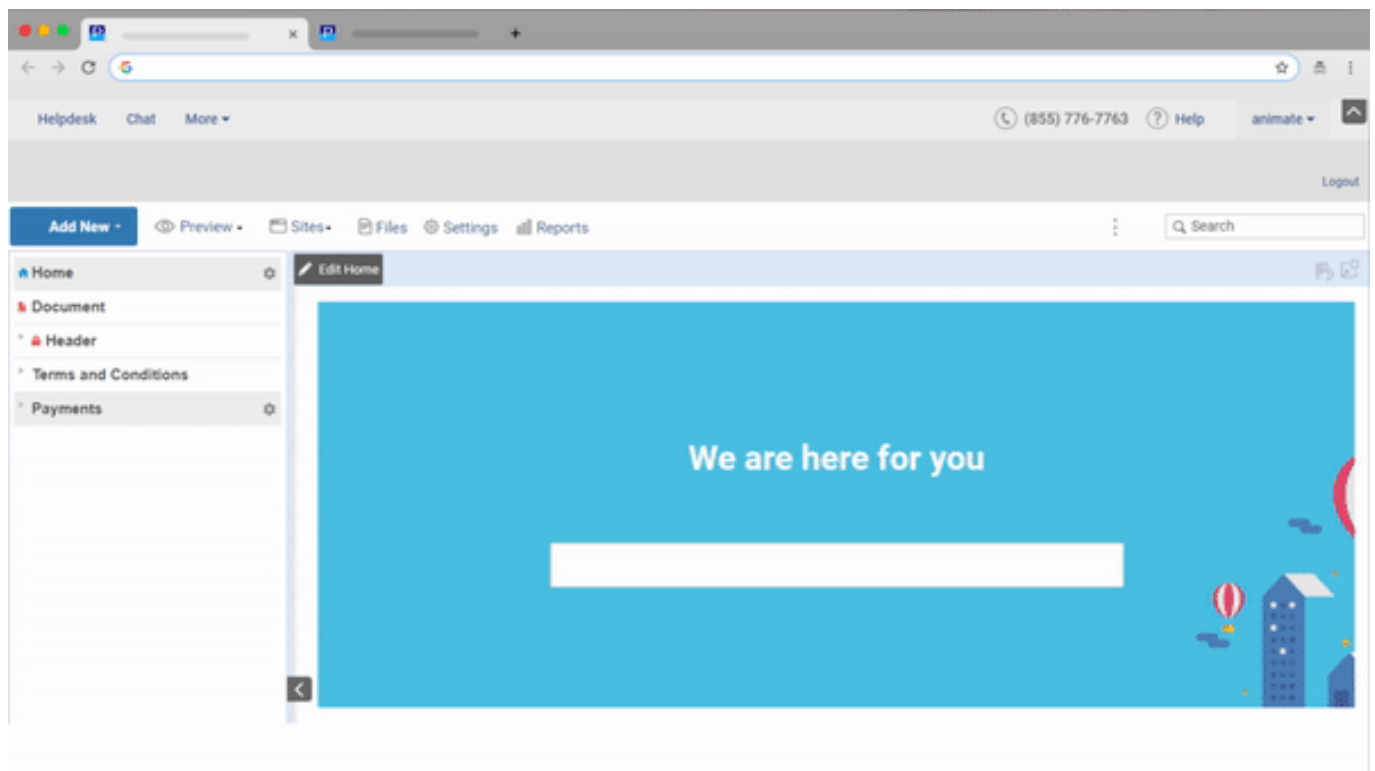 Helpdesk Chat More (855) 776-7763 Help animate
Logout
Add New Preview Sites Files Settings Reports Search
Home Edit Home
Document
Header
Terms and Conditions
Payments
We are here for you